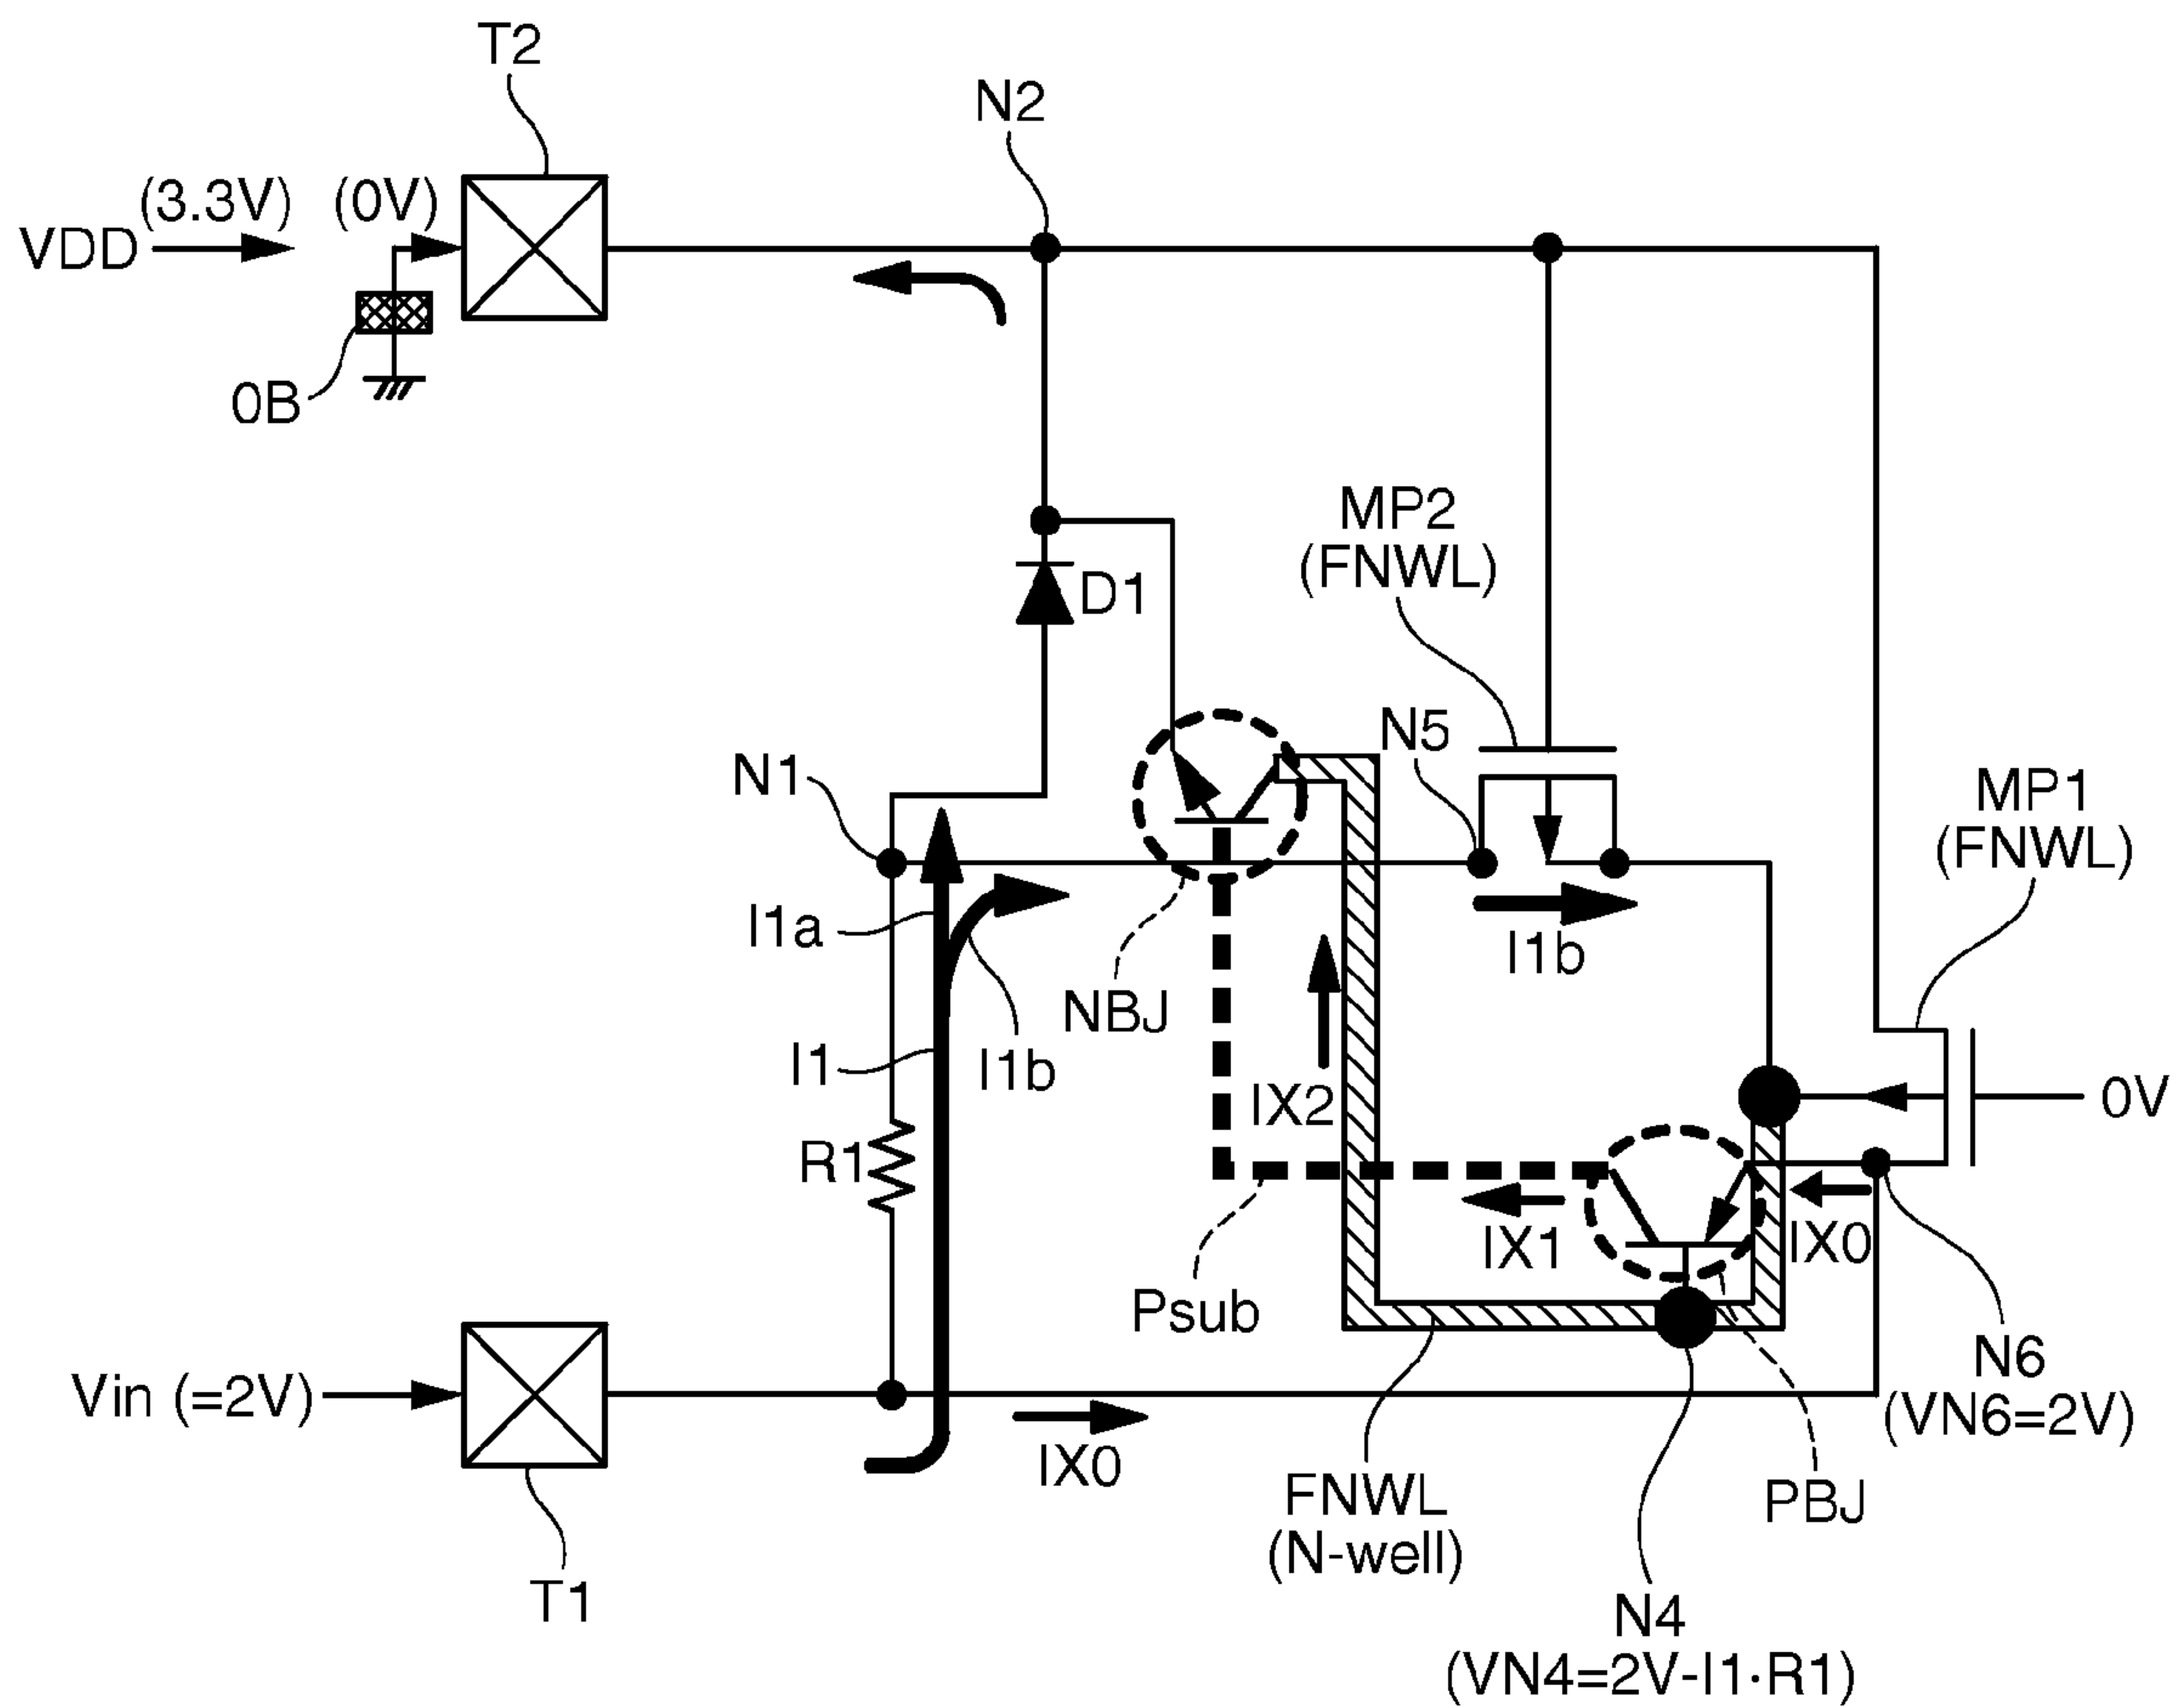 T2
N2
(3.3V) (0V)
VDD
0B
MP2
(FNWL)
D1
N5
N1
MP1
(FNWL)
I1a
I1b
NBJ
I1
I1b
IX2
0V
R1
IX1
IX0
Psub
N6
(VN6=2V)
Vin (=2V)
IX0
FNWL
(N-well)
PBJ
T1
N4
(VN4=2V-I1·R1)